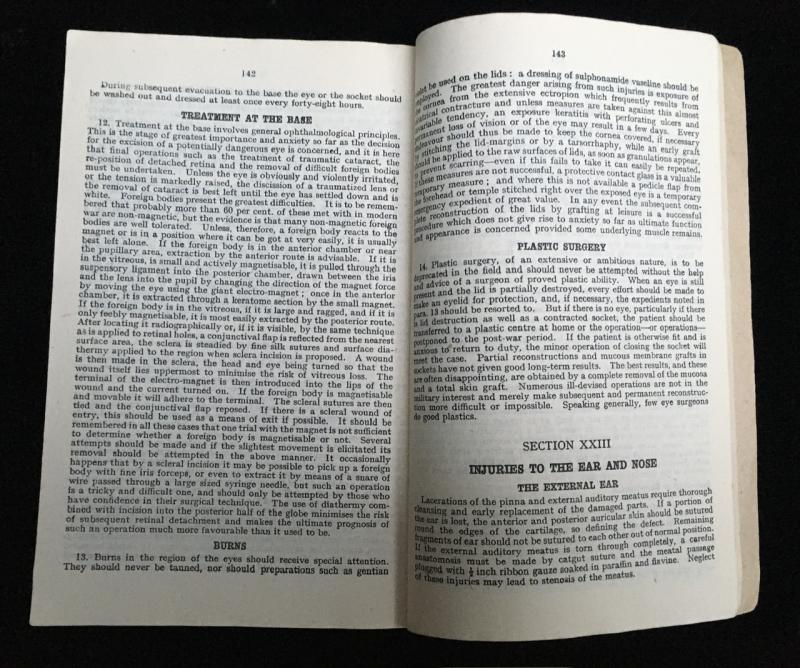 142
During subsequent evacuation to the base the eye or the socket should
be washed out and dressed at least once every forty-eight hours.
TREATMENT AT THE BASE
12. Treatment at the base involves general ophthalmological principles.
This is the stage of greatest importance and anxiety so far as the decision
for the excision of a potentially dangerous eye is concerned, and it is here
that final operations such as the treatment of traumatic cataract, the
re-position of detached retina and the removal of difficult foreign bodies
must be undertaken. Unless the eye is obviously and violently irritated,
or the tension is markedly raised, the discission of a traumatized lens or
the removal of cataract is best left until the eye has settled down and is
white. Foreign bodies present the greatest difficulties. It is to be remem-
bered that probably more than 60 per cent. of these met with in modern
war are non-magnetic, but the evidence is that many non-magnetic foreign
bodies are well tolerated. Unless, therefore, a foreign body reacts to the
magnet or is in a position where it can be got at very easily, it is usually
best left alone. If the foreign body is in the anterior chamber or near
the pupillary area, extraction by the anterior route is advisable. If it is
in the vitreous, is small and actively magnetisable, it is pulled through the
suspensory ligament into the posterior chamber, drawn between the iris
and the lens into the pupil by changing the direction of the magnet force
by moving the eye using the giant electro-magnet; once in the anterior
chamber, it is extracted through a keratome section by the small magnet.
If the foreign body is in the vitreous, if it is large and ragged, and if it is
only feebly magnetisable, it is most easily extracted by the posterior route.
After locating it radiographically or, if it is visible, by the same technique
as is applied to retinal holes, a conjunctival flap is reflected from the nearest
surface area, the sclera is steadied by fine silk sutures and surface dia-
thermy applied to the region when sclera incision is proposed. A wound
is then made in the sclera, the head and eye being turned so that the
wound itself lies uppermost to minimise the risk of vitreous loss. The
terminal of the electro-magnet is then introduced into the lips of the
wound and the current turned on. If the foreign body is magnetisable
and movable it will adhere to the terminal. The scleral sutures are then
tied and the conjunctival flap reposed. If there is a scleral wound of
entry, this should be used as a means of exit if possible. It should be
remembered in all these cases that one trial with the magnet is not sufficient
to determine whether a foreign body is magnetisable or not. Several
attempts should be made and if the slightest movement is elicitated its
removal should be attempted in the above manner. It occasionally
happens that by a scleral incision it may be possible to pick up a foreign
body with fine iris forceps, or even to extract it by means of a snare of
wire passed through a large sized syringe needle, but such an operation
is a tricky and difficult one, and should only be attempted by those who
have confidence in their surgical technique. The use of diathermy com-
bined with incision into the posterior half of the globe minimises the risk
of subsequent retinal detachment and makes the ultimate prognosis of
such an operation much more favourable than it used to be.
BURNS
13. Burns in the region of the eyes should receive special attention.
They should never be tanned, nor should preparations such as gentian
143
be used on the lids: a dressing of sulphonamide vaseline should be
The greatest danger arising from such injuries is exposure of
cornea from the extensive ectropion which frequently results from
contracture and unless measures are taken against this almost
tendency, an exposure keratitis with perforating ulcers and
loss of vision or of the eye may result in a few days. Every
should thus be made to keep the cornea covered, if necessary
stitching the lid-margins or by a tarsorrhaphy, while an early graft
be applied to the raw surfaces of lids, as soon as granulations appear,
prevent scarring—even if this fails to take it can easily be repeated.
these measures are not successful, a protective contact glass is a valuable
measure; and where this is not available a pedicle flap from
forehead or temple stitched right over the exposed eye is a temporary
expedient of great value. In any event the subsequent com-
reconstruction of the lids by grafting at leisure is a successful
procedure which does not give rise to anxiety so far as ultimate function
and appearance is concerned provided some underlying muscle remains.
PLASTIC SURGERY
14. Plastic surgery, of an extensive or ambitious nature, is to be
deprecated in the field and should never be attempted without the help
and advice of a surgeon of proved plastic ability. When an eye is still
present and the lid is partially destroyed, every effort should be made to
make an eyelid for protection, and, if necessary, the expedients noted in
para. 13 should be resorted to. But if there is no eye, particularly if there
is lid destruction as well as a contracted socket, the patient should be
transferred to a plastic centre at home or the operation—or operations—
postponed to the post-war period. If the patient is otherwise fit and is
anxious to return to duty, the minor operation of closing the socket will
meet the case. Partial reconstructions and mucous membrane grafts in
sockets have not given good long-term results. The best results, and these
are often disappointing, are obtained by a complete removal of the mucosa
and a total skin graft. Numerous ill-devised operations are not in the
military interest and merely make subsequent and permanent reconstruc-
tion more difficult or impossible. Speaking generally, few eye surgeons
do good plastics.
SECTION XXIII
INJURIES TO THE EAR AND NOSE
THE EXTERNAL EAR
Lacerations of the pinna and external auditory meatus require thorough
cleansing and early replacement of the damaged parts. If a portion of
the ear is lost, the anterior and posterior auricular skin should be sutured
round the edges of the cartilage, so defining the defect. Remaining
fragments of ear should not be sutured to each other out of normal position.
If the external auditory meatus is torn through completely, a careful
anastomosis must be made by catgut suture and the meatal passage
plugged with ½ inch ribbon gauze soaked in paraffin and flavine. Neglect
of these injuries may lead to stenosis of the meatus.